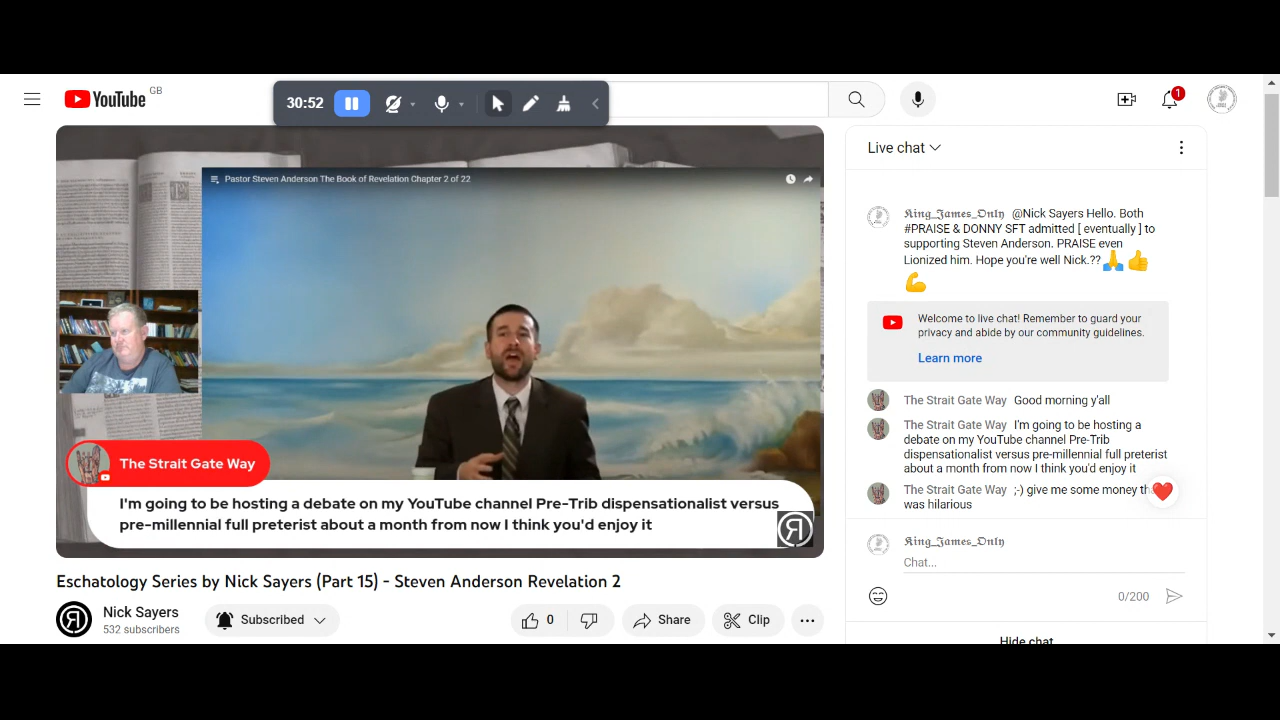 YouTube
GB
30:52
1
Pastor Steven Anderson The Book of Revelation Chapter 2 of 22
The Strait Gate Way
I'm going to be hosting a debate on my YouTube channel Pre-Trib dispensationalist versus
pre-millennial full preterist about a month from now I think you'd enjoy it
Eschatology Series by Nick Sayers (Part 15) - Steven Anderson Revelation 2
Nick Sayers
532 subscribers
Subscribed
0
Share
Clip
Live chat
𝕶𝖎𝖓𝖌_𝕵𝖆𝖒𝖊𝖘_𝕺𝖓𝖑𝖞 @Nick Sayers Hello. Both
#PRAISE & DONNY SFT admitted [ eventually ] to
supporting Steven Anderson. PRAISE even
Lionized him. Hope you're well Nick.??🙏👍
💪
Welcome to live chat! Remember to guard your
privacy and abide by our community guidelines.
Learn more
The Strait Gate Way Good morning y'all
The Strait Gate Way I'm going to be hosting a
debate on my YouTube channel Pre-Trib
dispensationalist versus pre-millennial full preterist
about a month from now I think you'd enjoy it
The Strait Gate Way ;-) give me some money
was hilarious
𝕶𝖎𝖓𝖌_𝕵𝖆𝖒𝖊𝖘_𝕺𝖓𝖑𝖞
Chat...
0/200
Hide chat